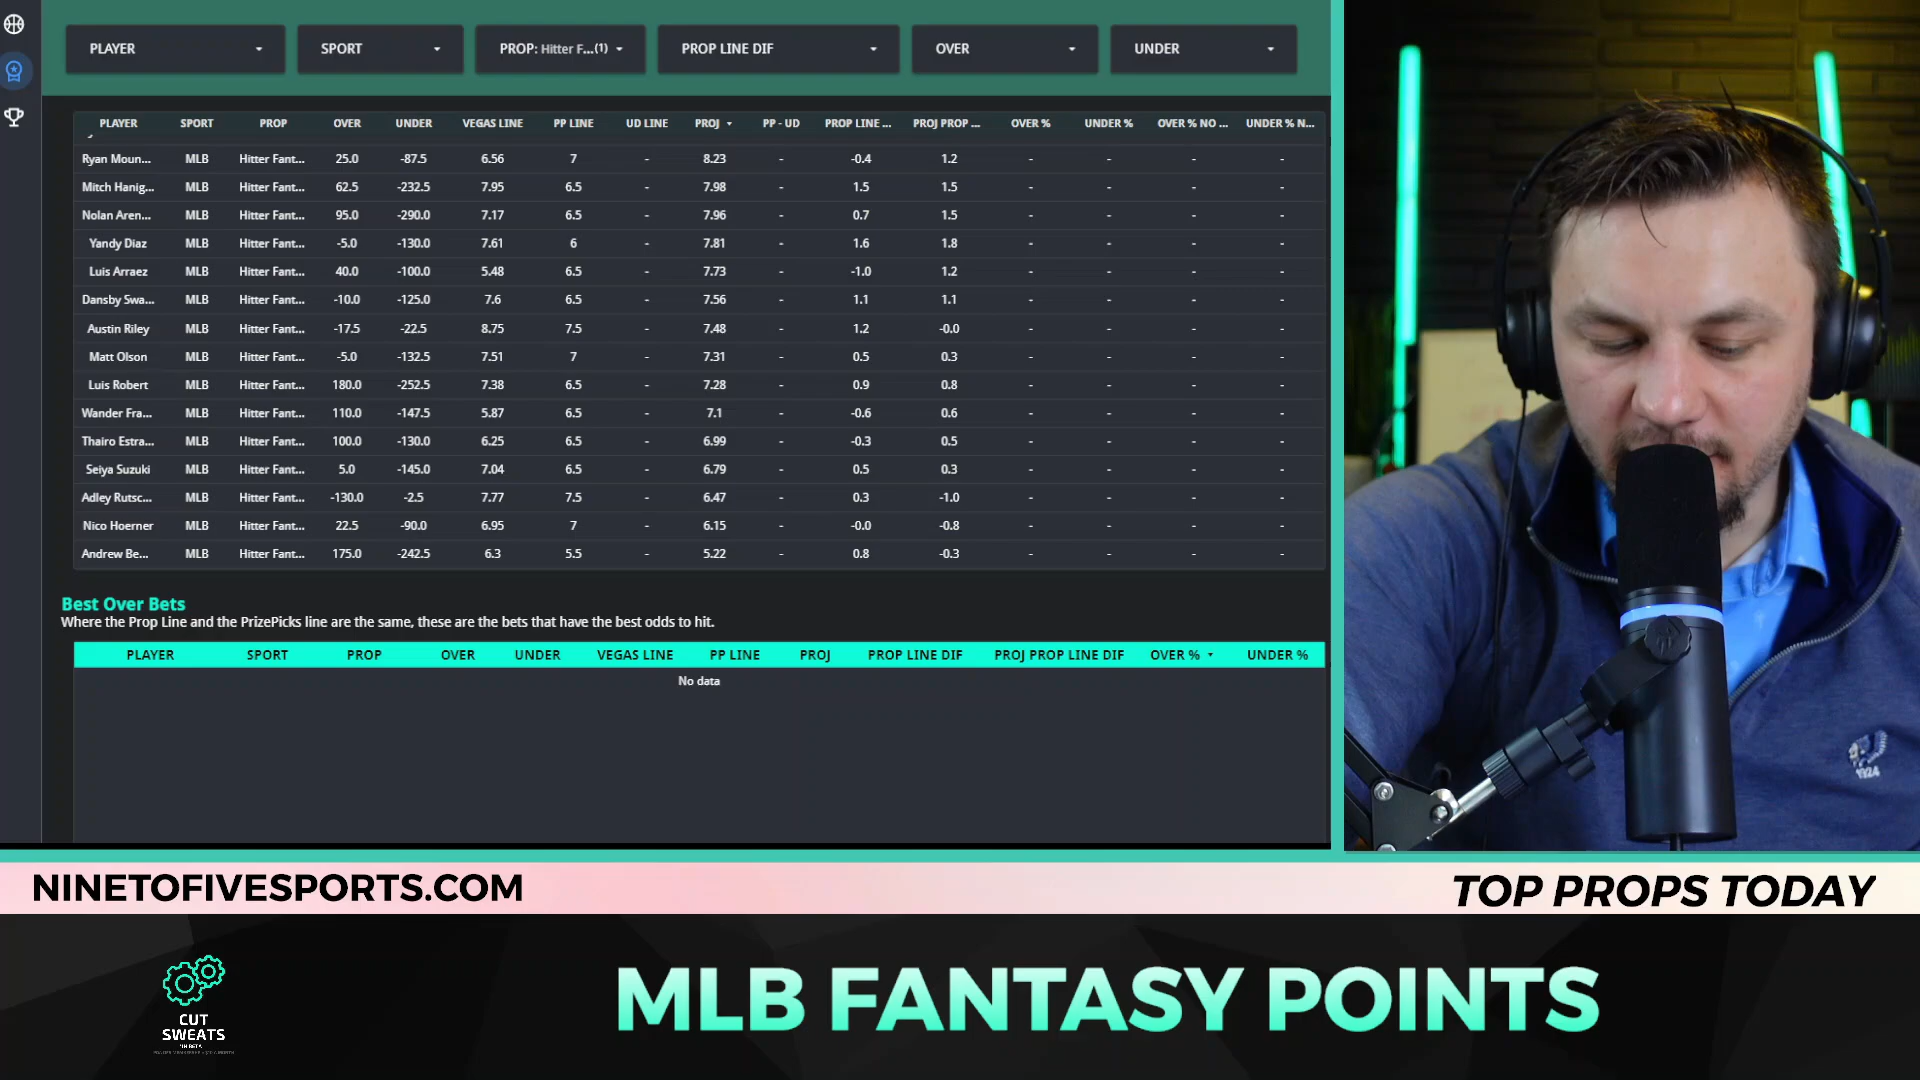 PLAYER SPORT PROP: Hitter F...(1) PROP LINE DIF OVER UNDER
PLAYER SPORT PROP OVER UNDER VEGAS LINE PP LINE UD LINE PROJ PP - UD PROP LINE ... PROJ PROP ... OVER % UNDER % OVER % NO ... UNDER % N...
Ryan Moun... MLB Hitter Fant... 25.0 -87.5 6.56 7 - 8.23 - -0.4 1.2 - - - -
Mitch Hanig... MLB Hitter Fant... 62.5 -232.5 7.95 6.5 - 7.98 - 1.5 1.5 - - - -
Nolan Aren... MLB Hitter Fant... 95.0 -290.0 7.17 6.5 - 7.96 - 0.7 1.5 - - - -
Yandy Diaz MLB Hitter Fant... -5.0 -130.0 7.61 6 - 7.81 - 1.6 1.8 - - - -
Luis Arraez MLB Hitter Fant... 40.0 -100.0 5.48 6.5 - 7.73 - -1.0 1.2 - - - -
Dansby Swa... MLB Hitter Fant... -10.0 -125.0 7.6 6.5 - 7.56 - 1.1 1.1 - - - -
Austin Riley MLB Hitter Fant... -17.5 -22.5 8.75 7.5 - 7.48 - 1.2 -0.0 - - - -
Matt Olson MLB Hitter Fant... -5.0 -132.5 7.51 7 - 7.31 - 0.5 0.3 - - - -
Luis Robert MLB Hitter Fant... 180.0 -252.5 7.38 6.5 - 7.28 - 0.9 0.8 - - - -
Wander Fra... MLB Hitter Fant... 110.0 -147.5 5.87 6.5 - 7.1 - -0.6 0.6 - - - -
Thairo Estra... MLB Hitter Fant... 100.0 -130.0 6.25 6.5 - 6.99 - -0.3 0.5 - - - -
Seiya Suzuki MLB Hitter Fant... 5.0 -145.0 7.04 6.5 - 6.79 - 0.5 0.3 - - - -
Adley Rutsc... MLB Hitter Fant... -130.0 -2.5 7.77 7.5 - 6.47 - 0.3 -1.0 - - - -
Nico Hoerner MLB Hitter Fant... 22.5 -90.0 6.95 7 - 6.15 - -0.0 -0.8 - - - -
Andrew Be... MLB Hitter Fant... 175.0 -242.5 6.3 5.5 - 5.22 - 0.8 -0.3 - - - -
Best Over Bets
Where the Prop Line and the PrizePicks line are the same, these are the bets that have the best odds to hit.
PLAYER SPORT PROP OVER UNDER VEGAS LINE PP LINE PROJ PROP LINE DIF PROJ PROP LINE DIF OVER % UNDER %
No data
1924
NINETOFIVESPORTS.COM
TOP PROPS TODAY
CUT
SWEATS
MLB FANTASY POINTS